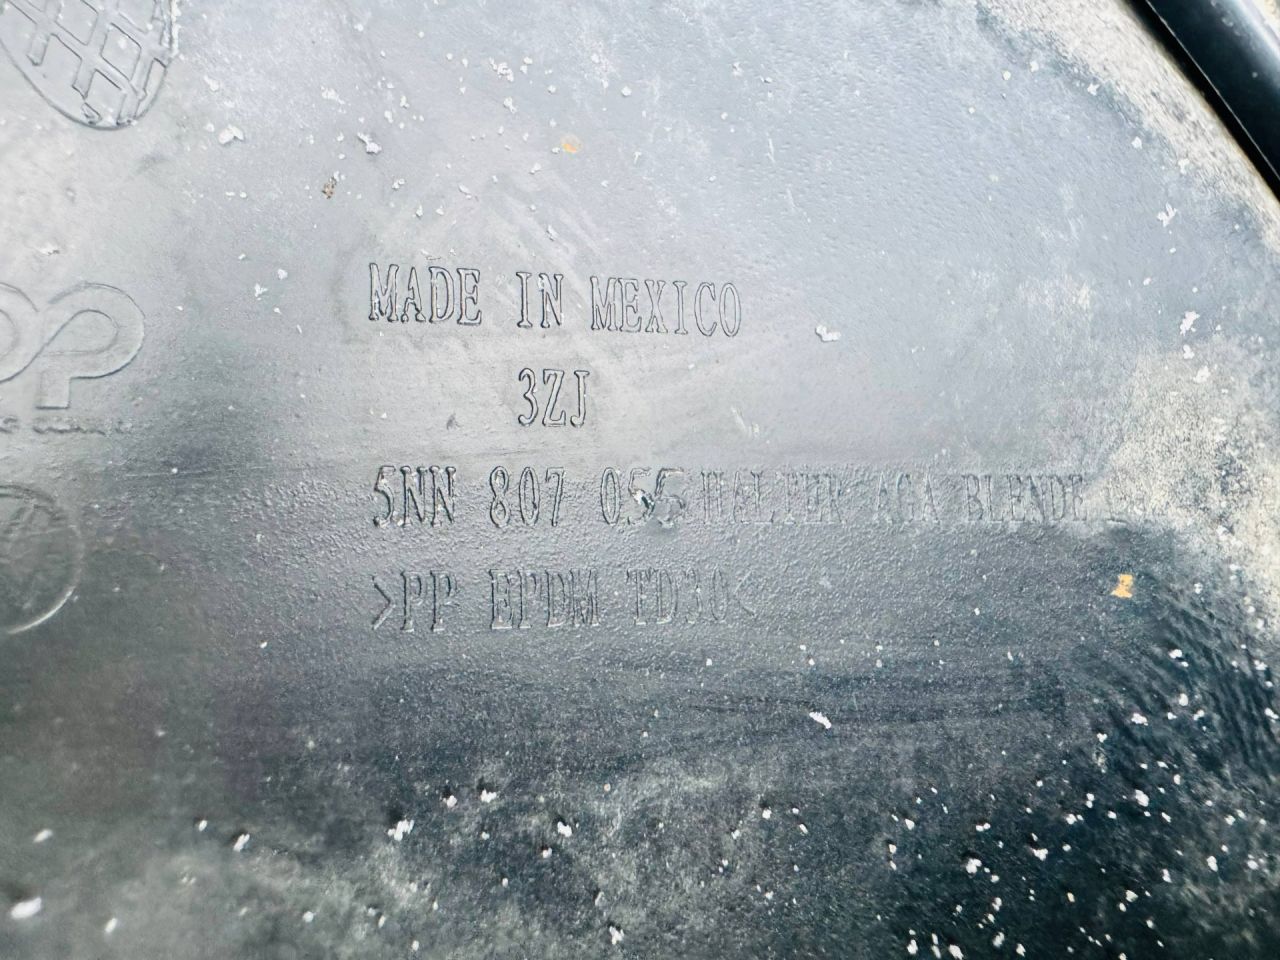 MADE IN MEXICO
3ZJ
5NN 807 055 HALTER AGA BLENDE
>PP EPDM TD30<